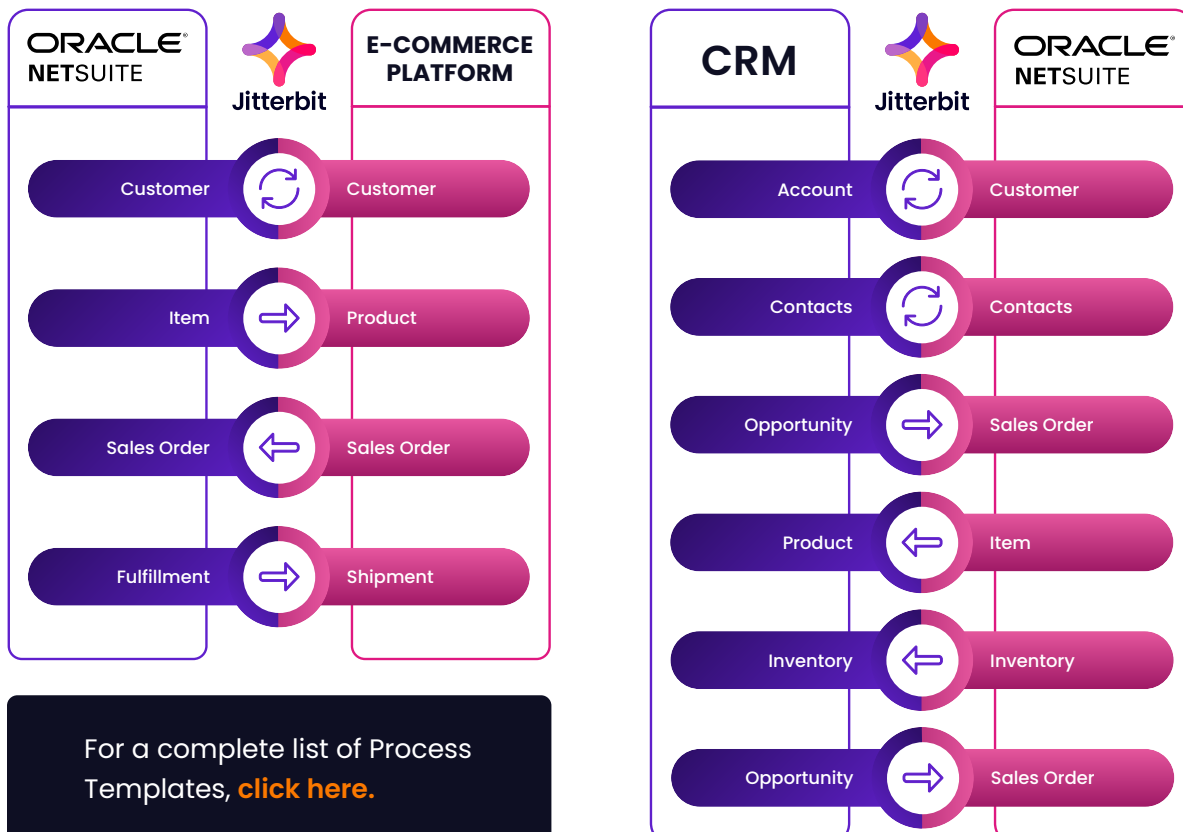 ORACLE®
NETSUITE
Jitterbit
E-COMMERCE
PLATFORM
Customer
Customer
Item
Product
Sales Order
Sales Order
Fulfillment
Shipment
For a complete list of Process
Templates, click here.
CRM
Jitterbit
ORACLE®
NETSUITE
Account
Customer
Contacts
Contacts
Opportunity
Sales Order
Product
Item
Inventory
Inventory
Opportunity
Sales Order